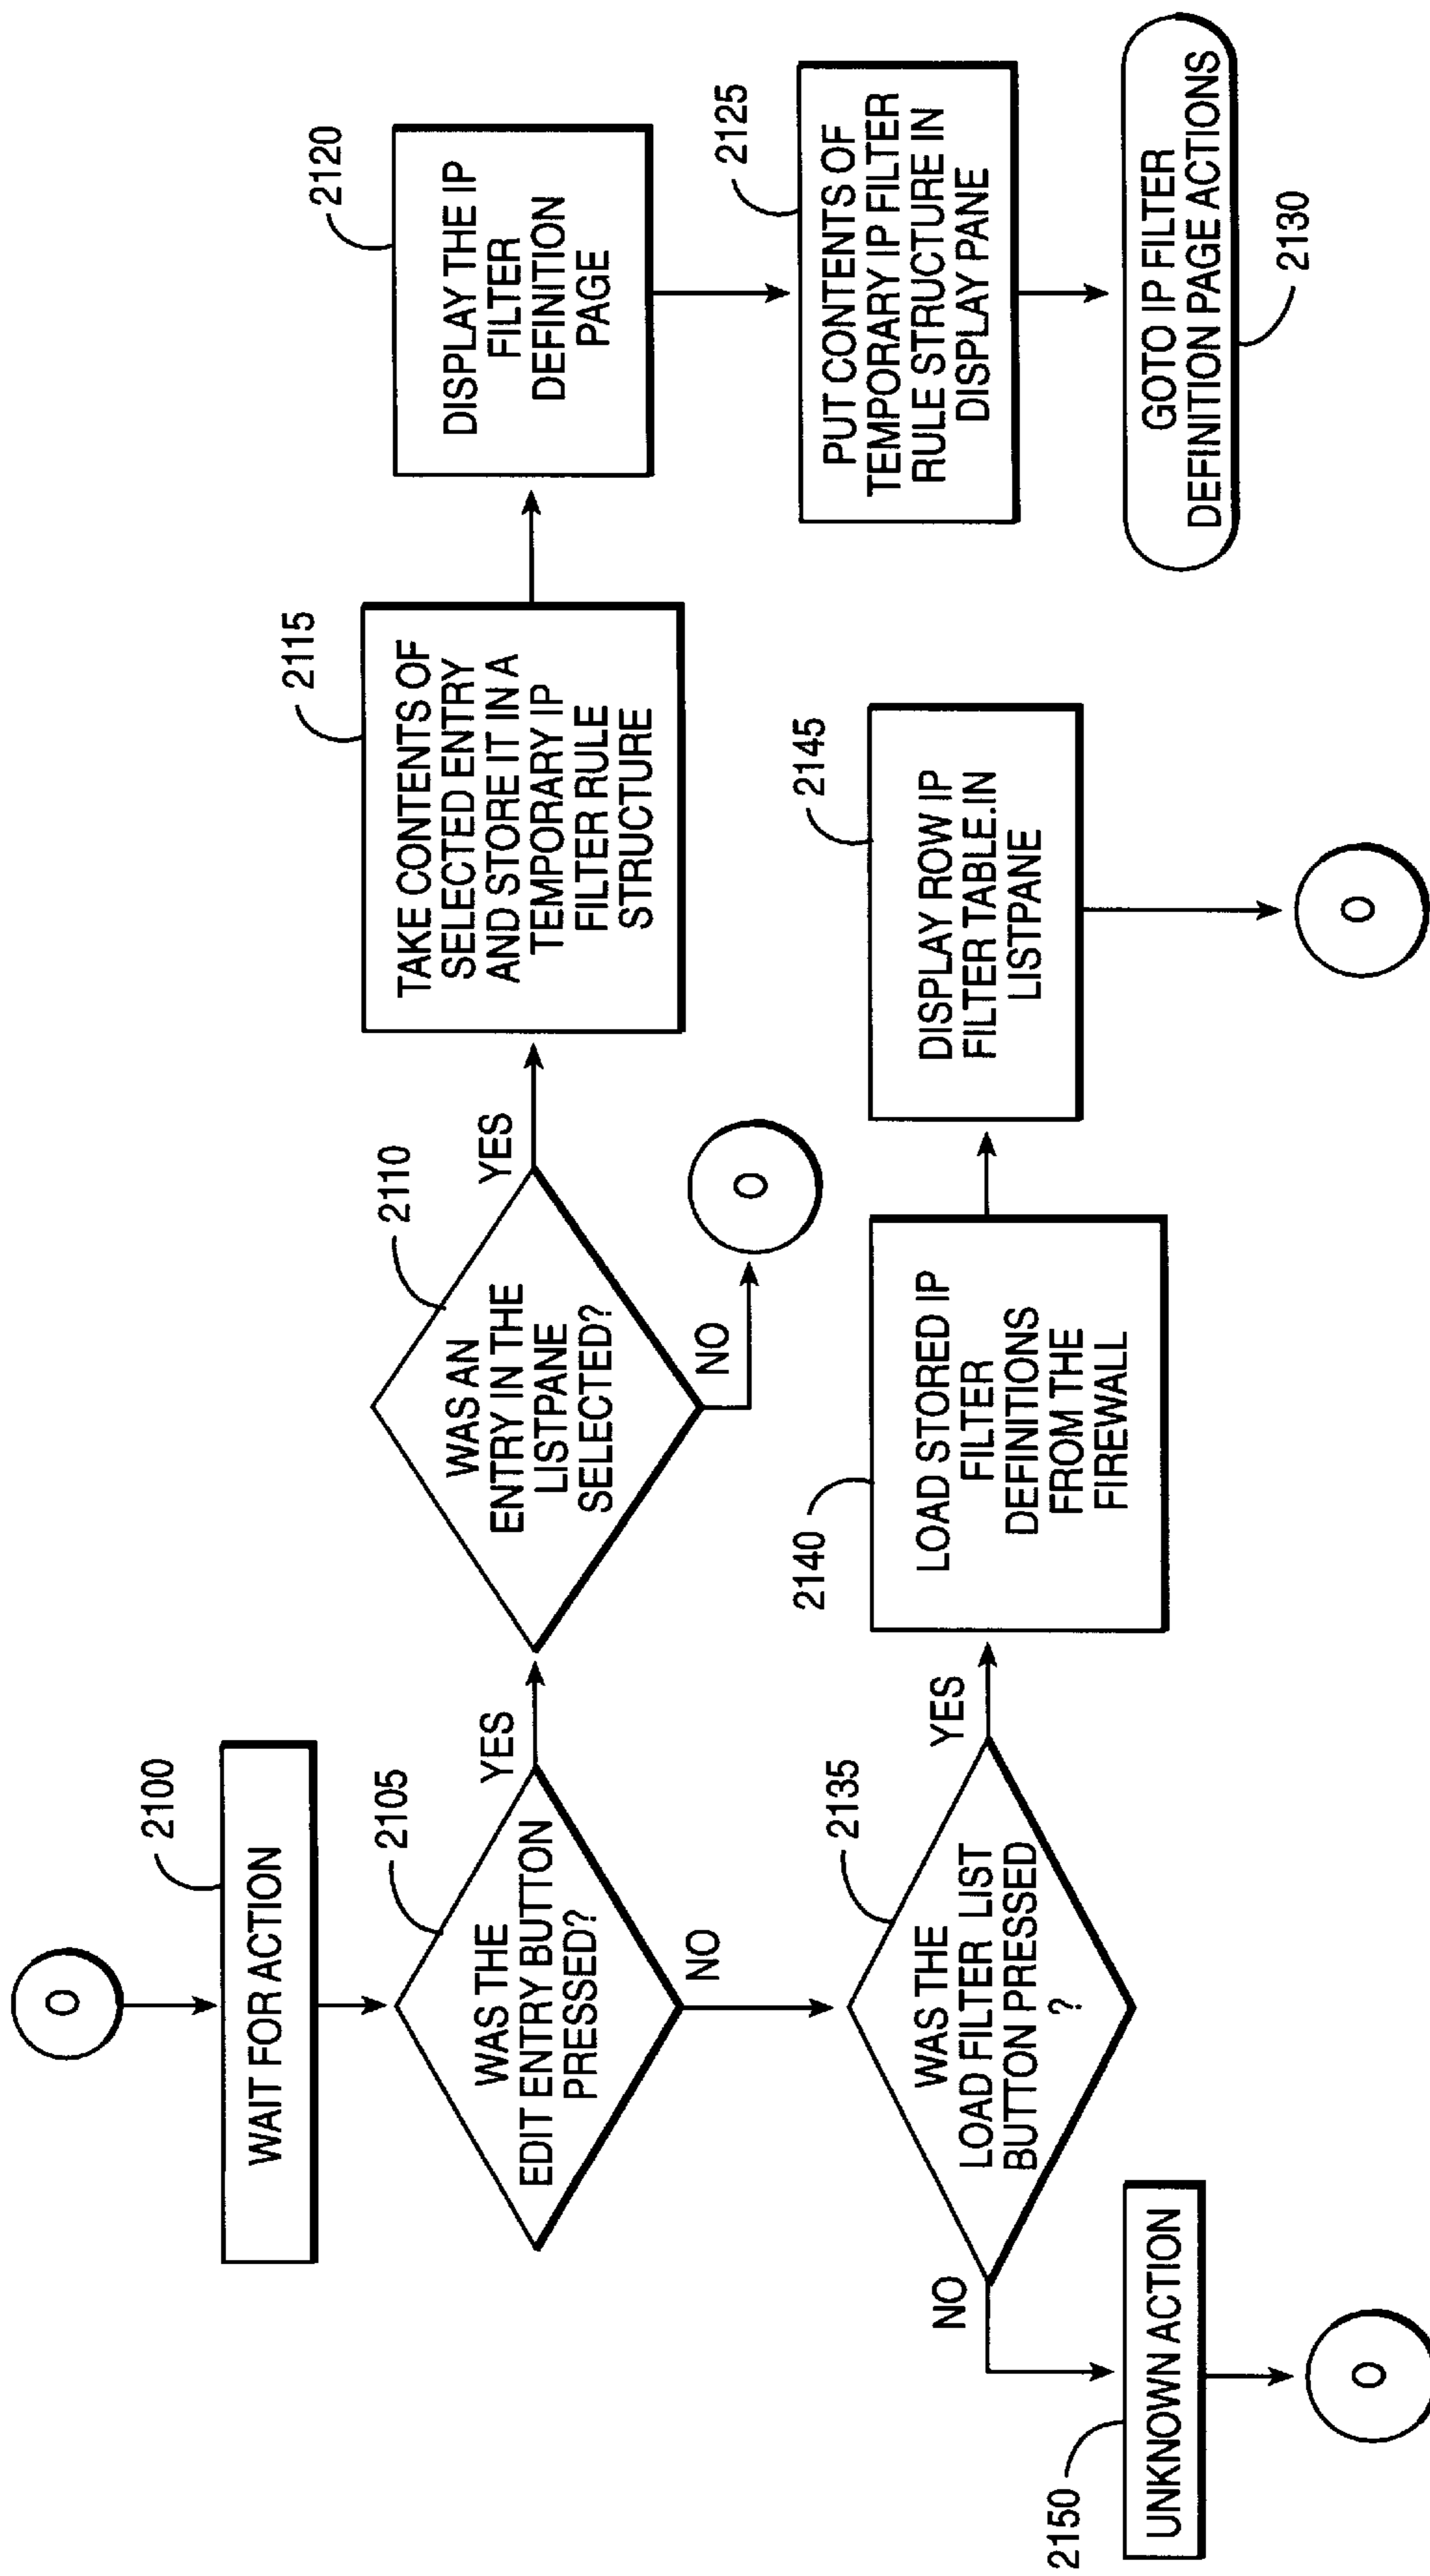 O
2100
WAIT FOR ACTION
2105
WAS THE
EDIT ENTRY BUTTON
PRESSED?
YES
NO
2110
WAS AN
ENTRY IN THE
LISTPANE
SELECTED?
YES
NO
O
2115
TAKE CONTENTS OF
SELECTED ENTRY
AND STORE IT IN A
TEMPORARY IP
FILTER RULE
STRUCTURE
2120
DISPLAY THE IP
FILTER
DEFINITION
PAGE
2125
PUT CONTENTS OF
TEMPORARY IP FILTER
RULE STRUCTURE IN
DISPLAY PANE
GOTO IP FILTER
DEFINITION PAGE ACTIONS
2130
2135
WAS THE
LOAD FILTER LIST
BUTTON PRESSED
?
YES
NO
2140
LOAD STORED IP
FILTER
DEFINITIONS
FROM THE
FIREWALL
2145
DISPLAY ROW IP
FILTER TABLE.IN
LISTPANE
O
2150
UNKNOWN ACTION
O